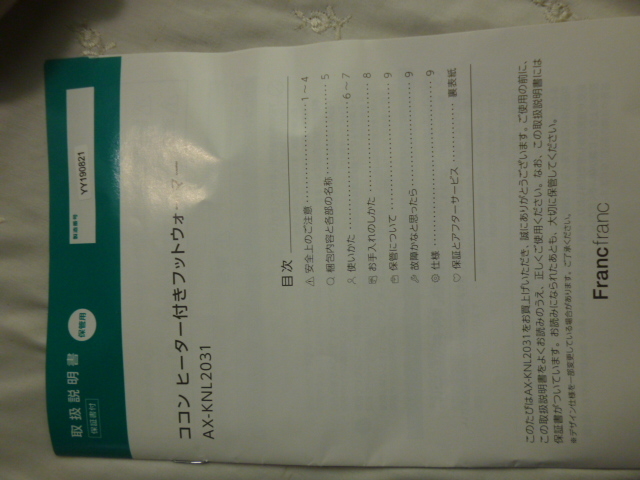 取扱説明書 保管用
保証書付
製造番号
YY190821
ココン ヒーター付きフットウォーマー
AX-KNL2031
目次
安全上のご注意 1～4
梱包内容と各部の名称 5
使いかた 6～7
お手入れのしかた 8
保管について 9
故障かなと思ったら 9
仕様 9
保証とアフターサービス 裏表紙
このたびはAX-KNL2031をお買上げいただき、誠にありがとうございます。ご使用の前に、
この取扱説明書をよくお読みのうえ、正しくご使用ください。なお、この取扱説明書には
保証書がついています。お読みになられたあとも、大切に保管してください。
※デザイン仕様を一部変更している場合があります。ご了承ください。
Francfranc